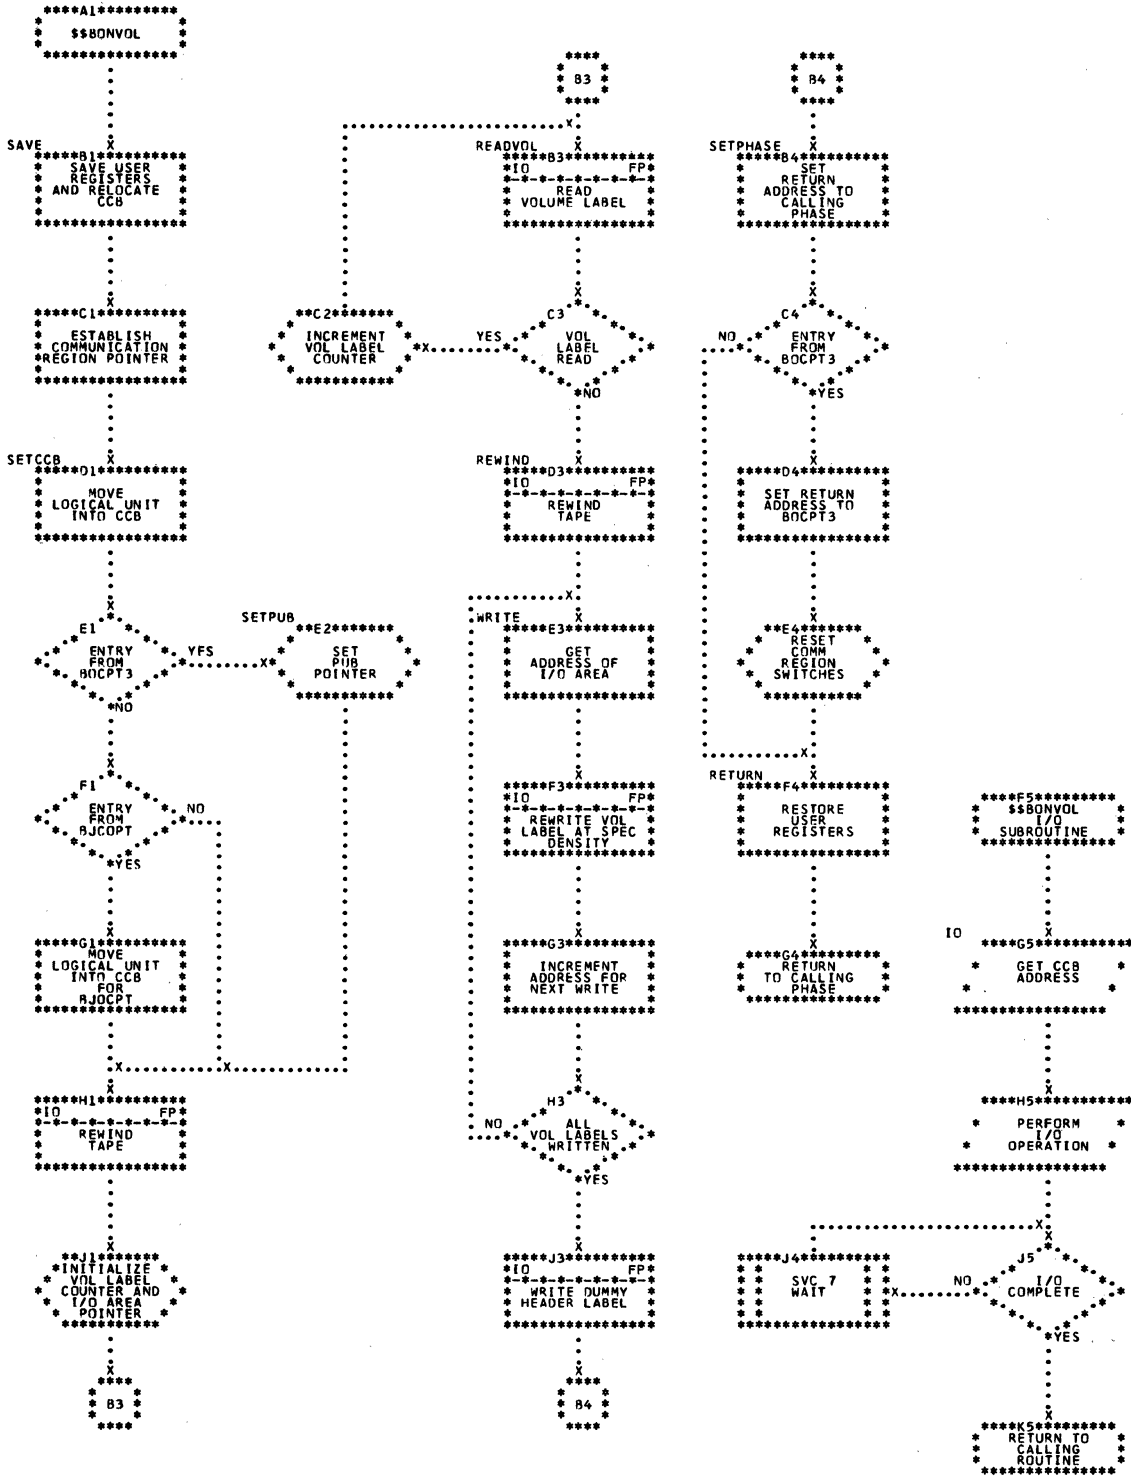 A1
$$BONVOL
SAVE
B1
SAVE USER
REGISTERS
AND RELOCATE
CCB
C1
ESTABLISH
COMMUNICATION
REGION POINTER
SETCCB
D1
MOVE
LOGICAL UNIT
INTO CCB
E1
ENTRY
FROM
BOCPT3
YES
NO
SETPUB
E2
SET
PUB
POINTER
F1
ENTRY
FROM
BJCOPT
NO
YES
G1
MOVE
LOGICAL UNIT
INTO CCB
FOR
BJOCPT
H1
IO FP
REWIND
TAPE
J1
INITIALIZE
VOL LABEL
COUNTER AND
I/O AREA
POINTER
B3
B3
READVOL
B3
IO FP
READ
VOLUME LABEL
C2
INCREMENT
VOL LABEL
COUNTER
C3
VOL
LABEL
READ
YES
NO
REWIND
D3
IO FP
REWIND
TAPE
WRITE
E3
GET
ADDRESS OF
I/O AREA
F3
IO FP
REWRITE VOL
LABEL AT SPEC
DENSITY
G3
INCREMENT
ADDRESS FOR
NEXT WRITE
H3
ALL
VOL LABELS
WRITTEN
NO
YES
J3
IO FP
WRITE DUMMY
HEADER LABEL
B4
B4
SETPHASE
B4
SET
RETURN
ADDRESS TO
CALLING
PHASE
C4
ENTRY
FROM
BOCPT3
NO
YES
D4
SET RETURN
ADDRESS TO
BOCPT3
E4
RESET
COMM
REGION
SWITCHES
RETURN
F4
RESTORE
USER
REGISTERS
G4
RETURN
TO CALLING
PHASE
F5
$$BONVOL
I/O
SUBROUTINE
IO
G5
GET CCB
ADDRESS
H5
PERFORM
I/O
OPERATION
J4
SVC 7
WAIT
J5
I/O
COMPLETE
NO
YES
K5
RETURN TO
CALLING
ROUTINE